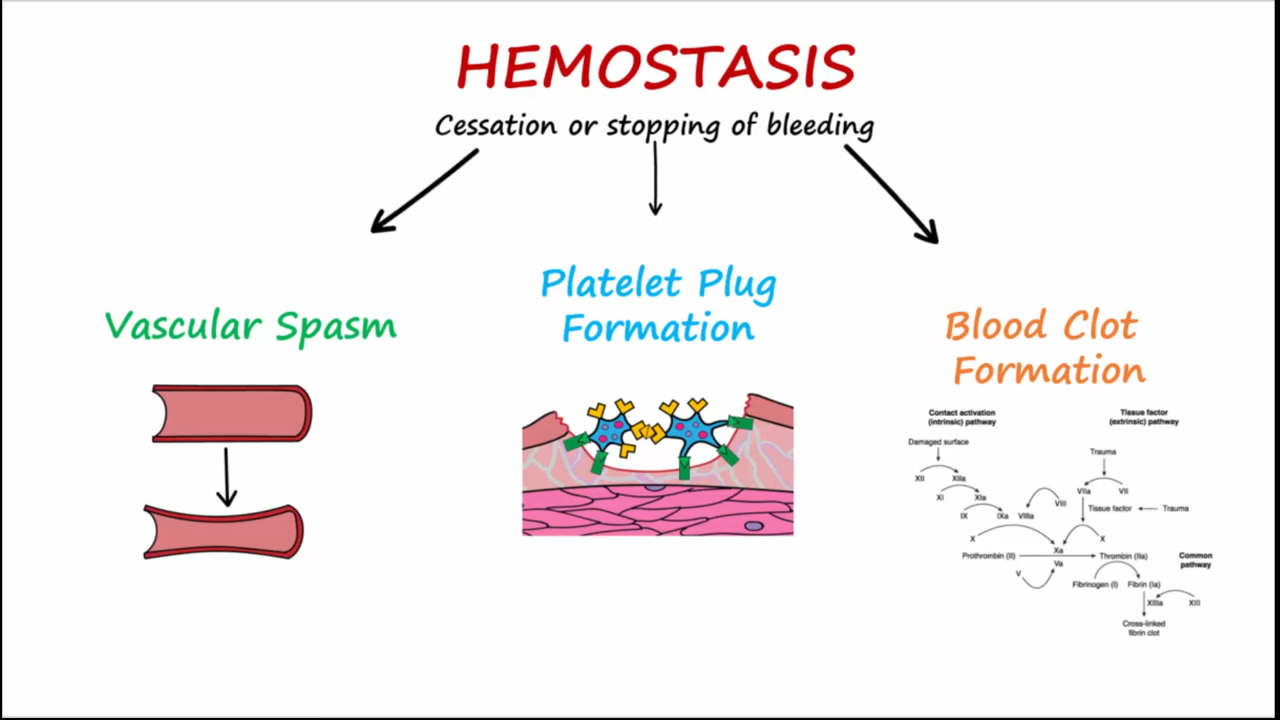 HEMOSTASIS
Cessation or stopping of bleeding
Vascular Spasm
Platelet Plug
Formation
Blood Clot
Formation
Contact activation
(intrinsic) pathway
Tissue factor
(extrinsic) pathway
Damaged surface
Trauma
XII
XIIa
VIIa
VII
XI
XIa
VIII
Tissue factor
Trauma
IX
IXa
VIIIa
X
X
Xa
Prothrombin (II)
Thrombin (IIa)
Common
pathway
Va
V
Fibrinogen (I)
Fibrin (Ia)
XIIIa
XIII
Cross-linked
fibrin clot